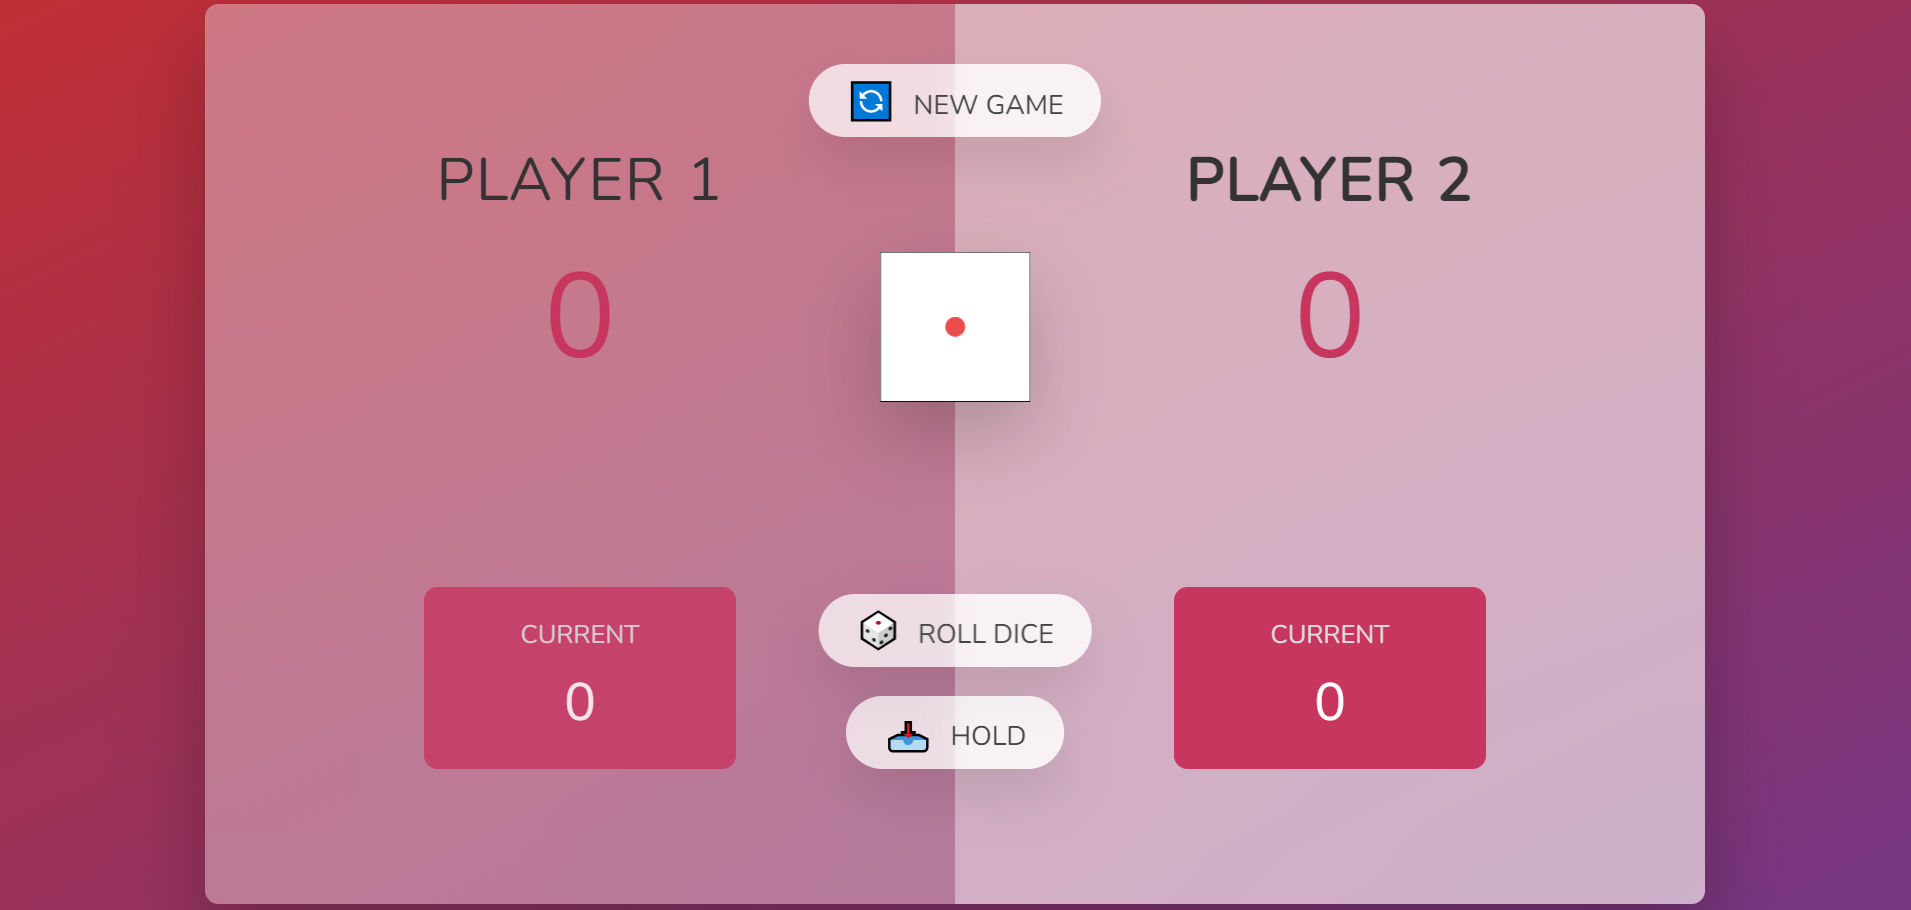 NEW GAME
PLAYER 1
0
CURRENT
0
PLAYER 2
0
CURRENT
0
ROLL DICE
HOLD